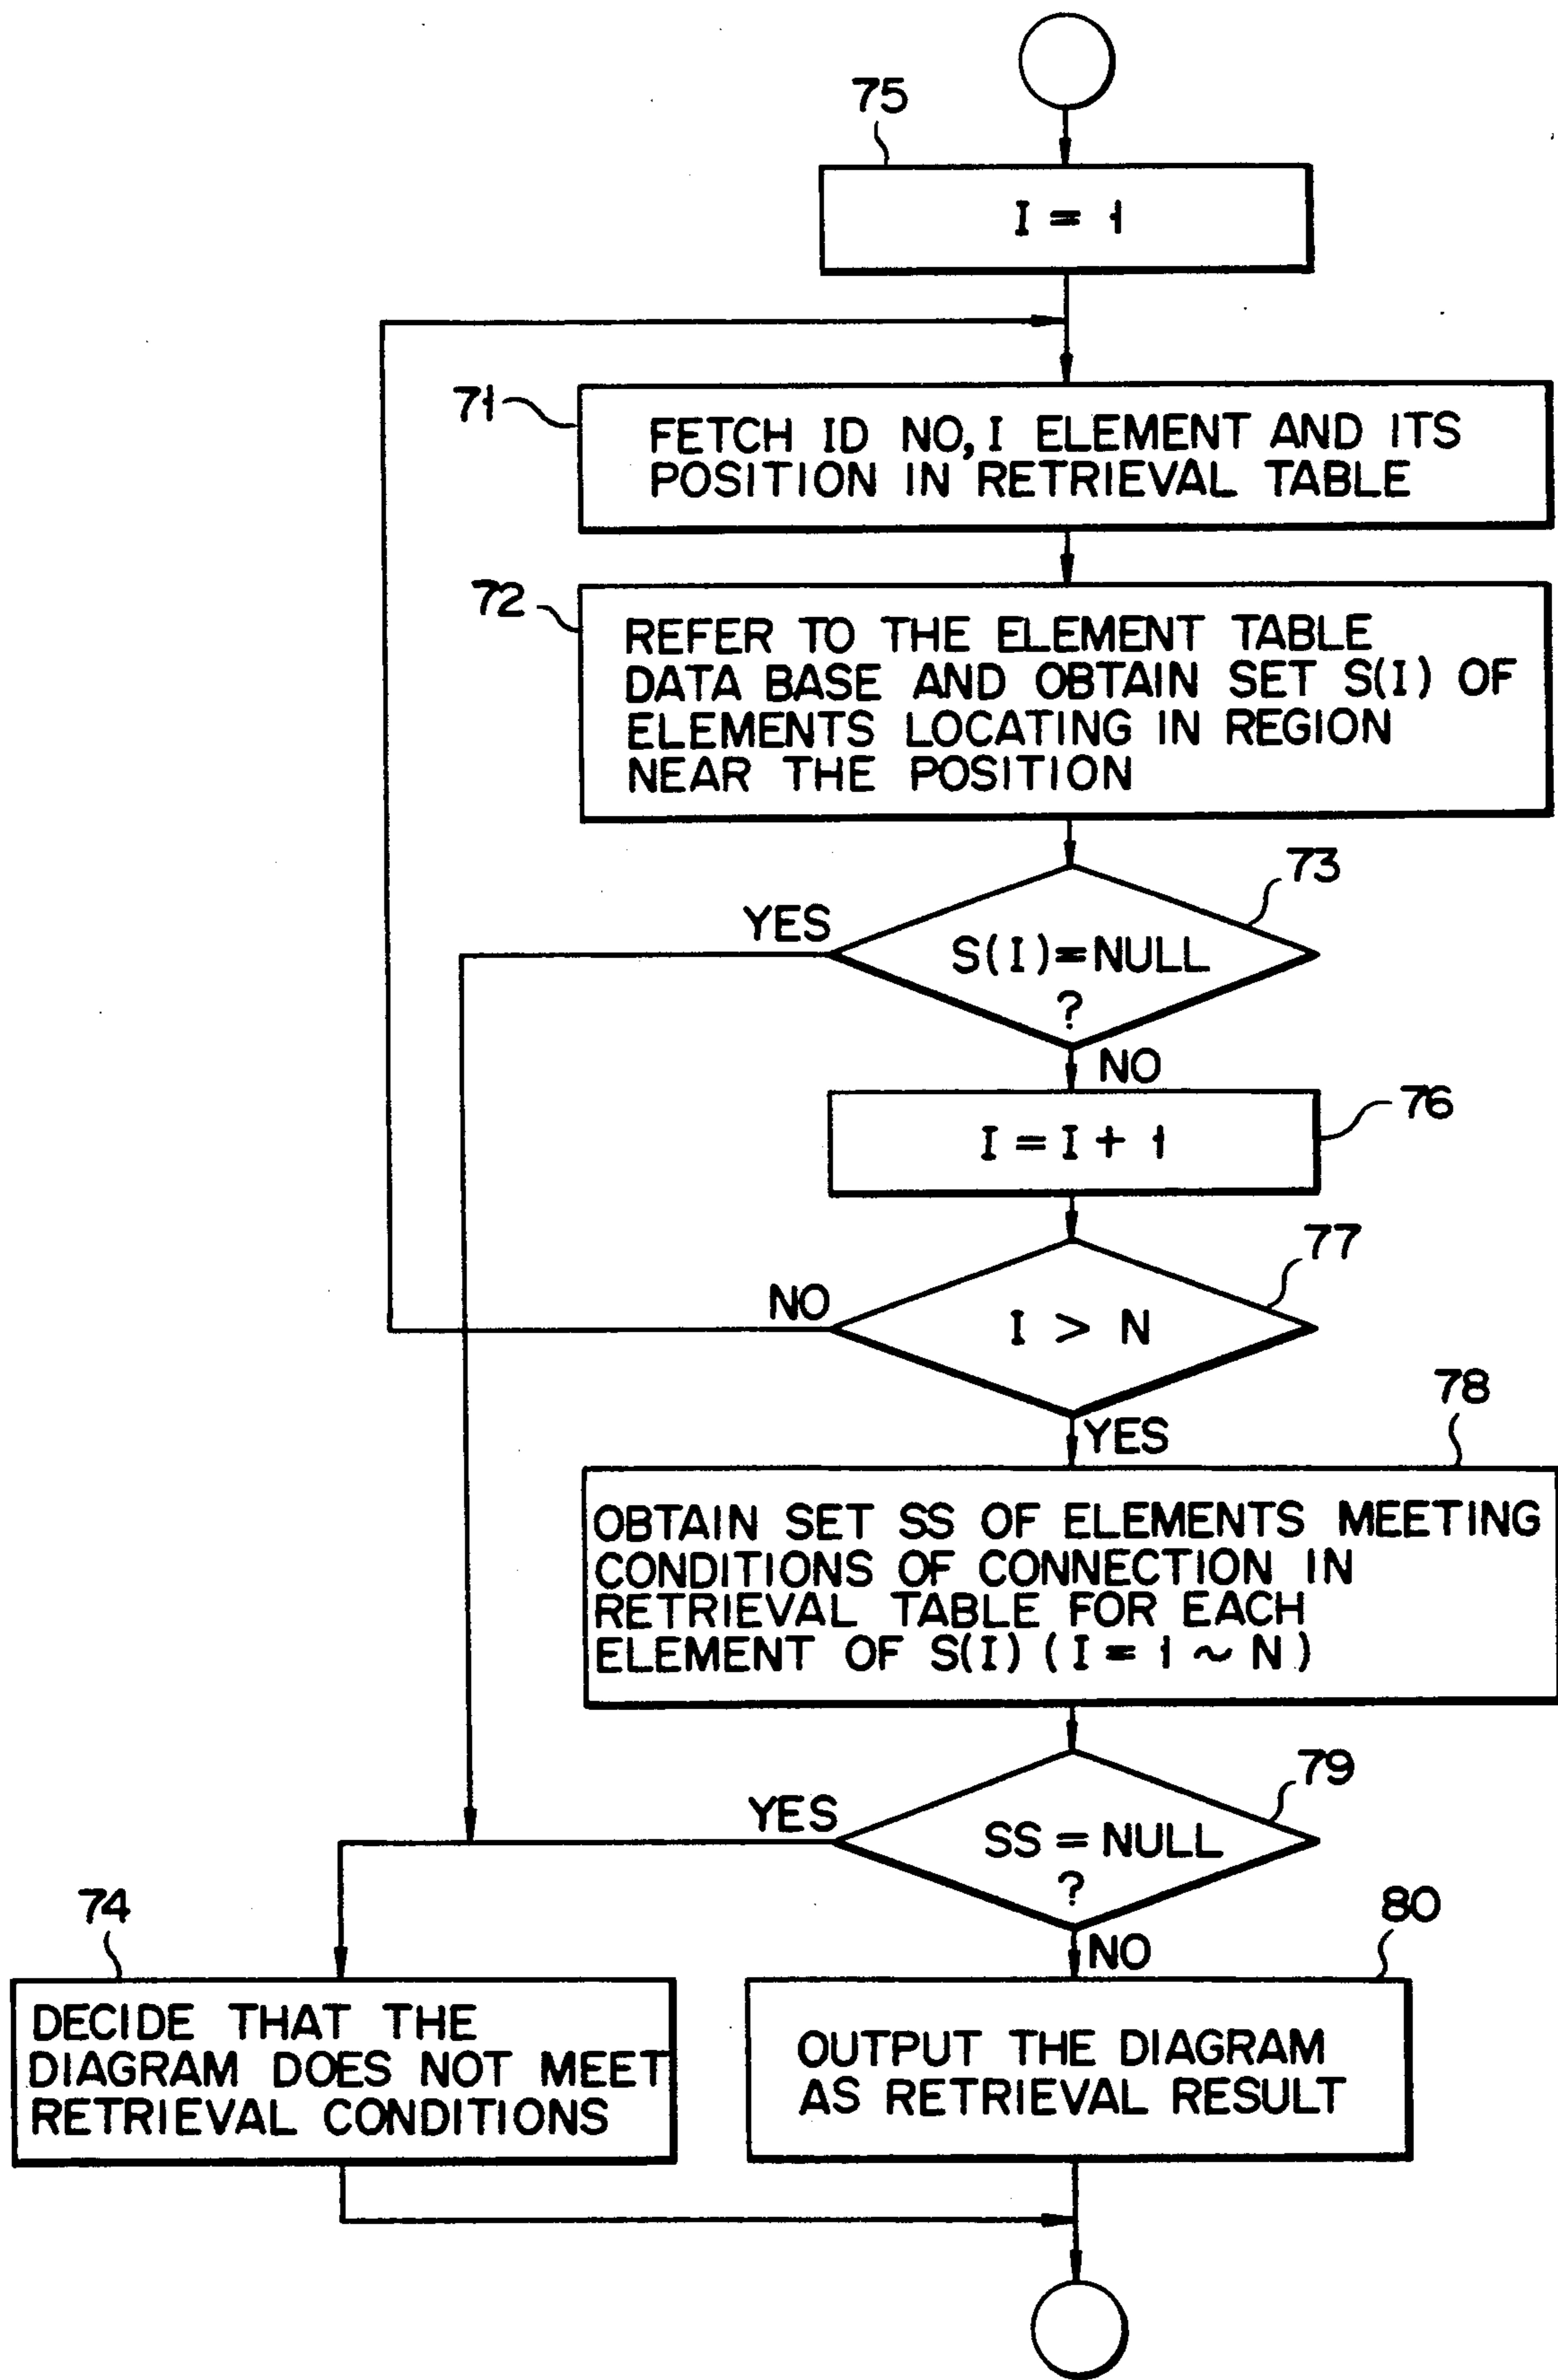 75
I = 1
71
FETCH ID NO, I ELEMENT AND ITS
POSITION IN RETRIEVAL TABLE
72
REFER TO THE ELEMENT TABLE
DATA BASE AND OBTAIN SET S(I) OF
ELEMENTS LOCATING IN REGION
NEAR THE POSITION
73
YES
S(I)=NULL
?
NO
76
I = I + 1
77
NO
I > N
YES
78
OBTAIN SET SS OF ELEMENTS MEETING
CONDITIONS OF CONNECTION IN
RETRIEVAL TABLE FOR EACH
ELEMENT OF S(I) (I = 1 ~ N)
79
YES
SS = NULL
?
NO
74
DECIDE THAT THE
DIAGRAM DOES NOT MEET
RETRIEVAL CONDITIONS
80
OUTPUT THE DIAGRAM
AS RETRIEVAL RESULT